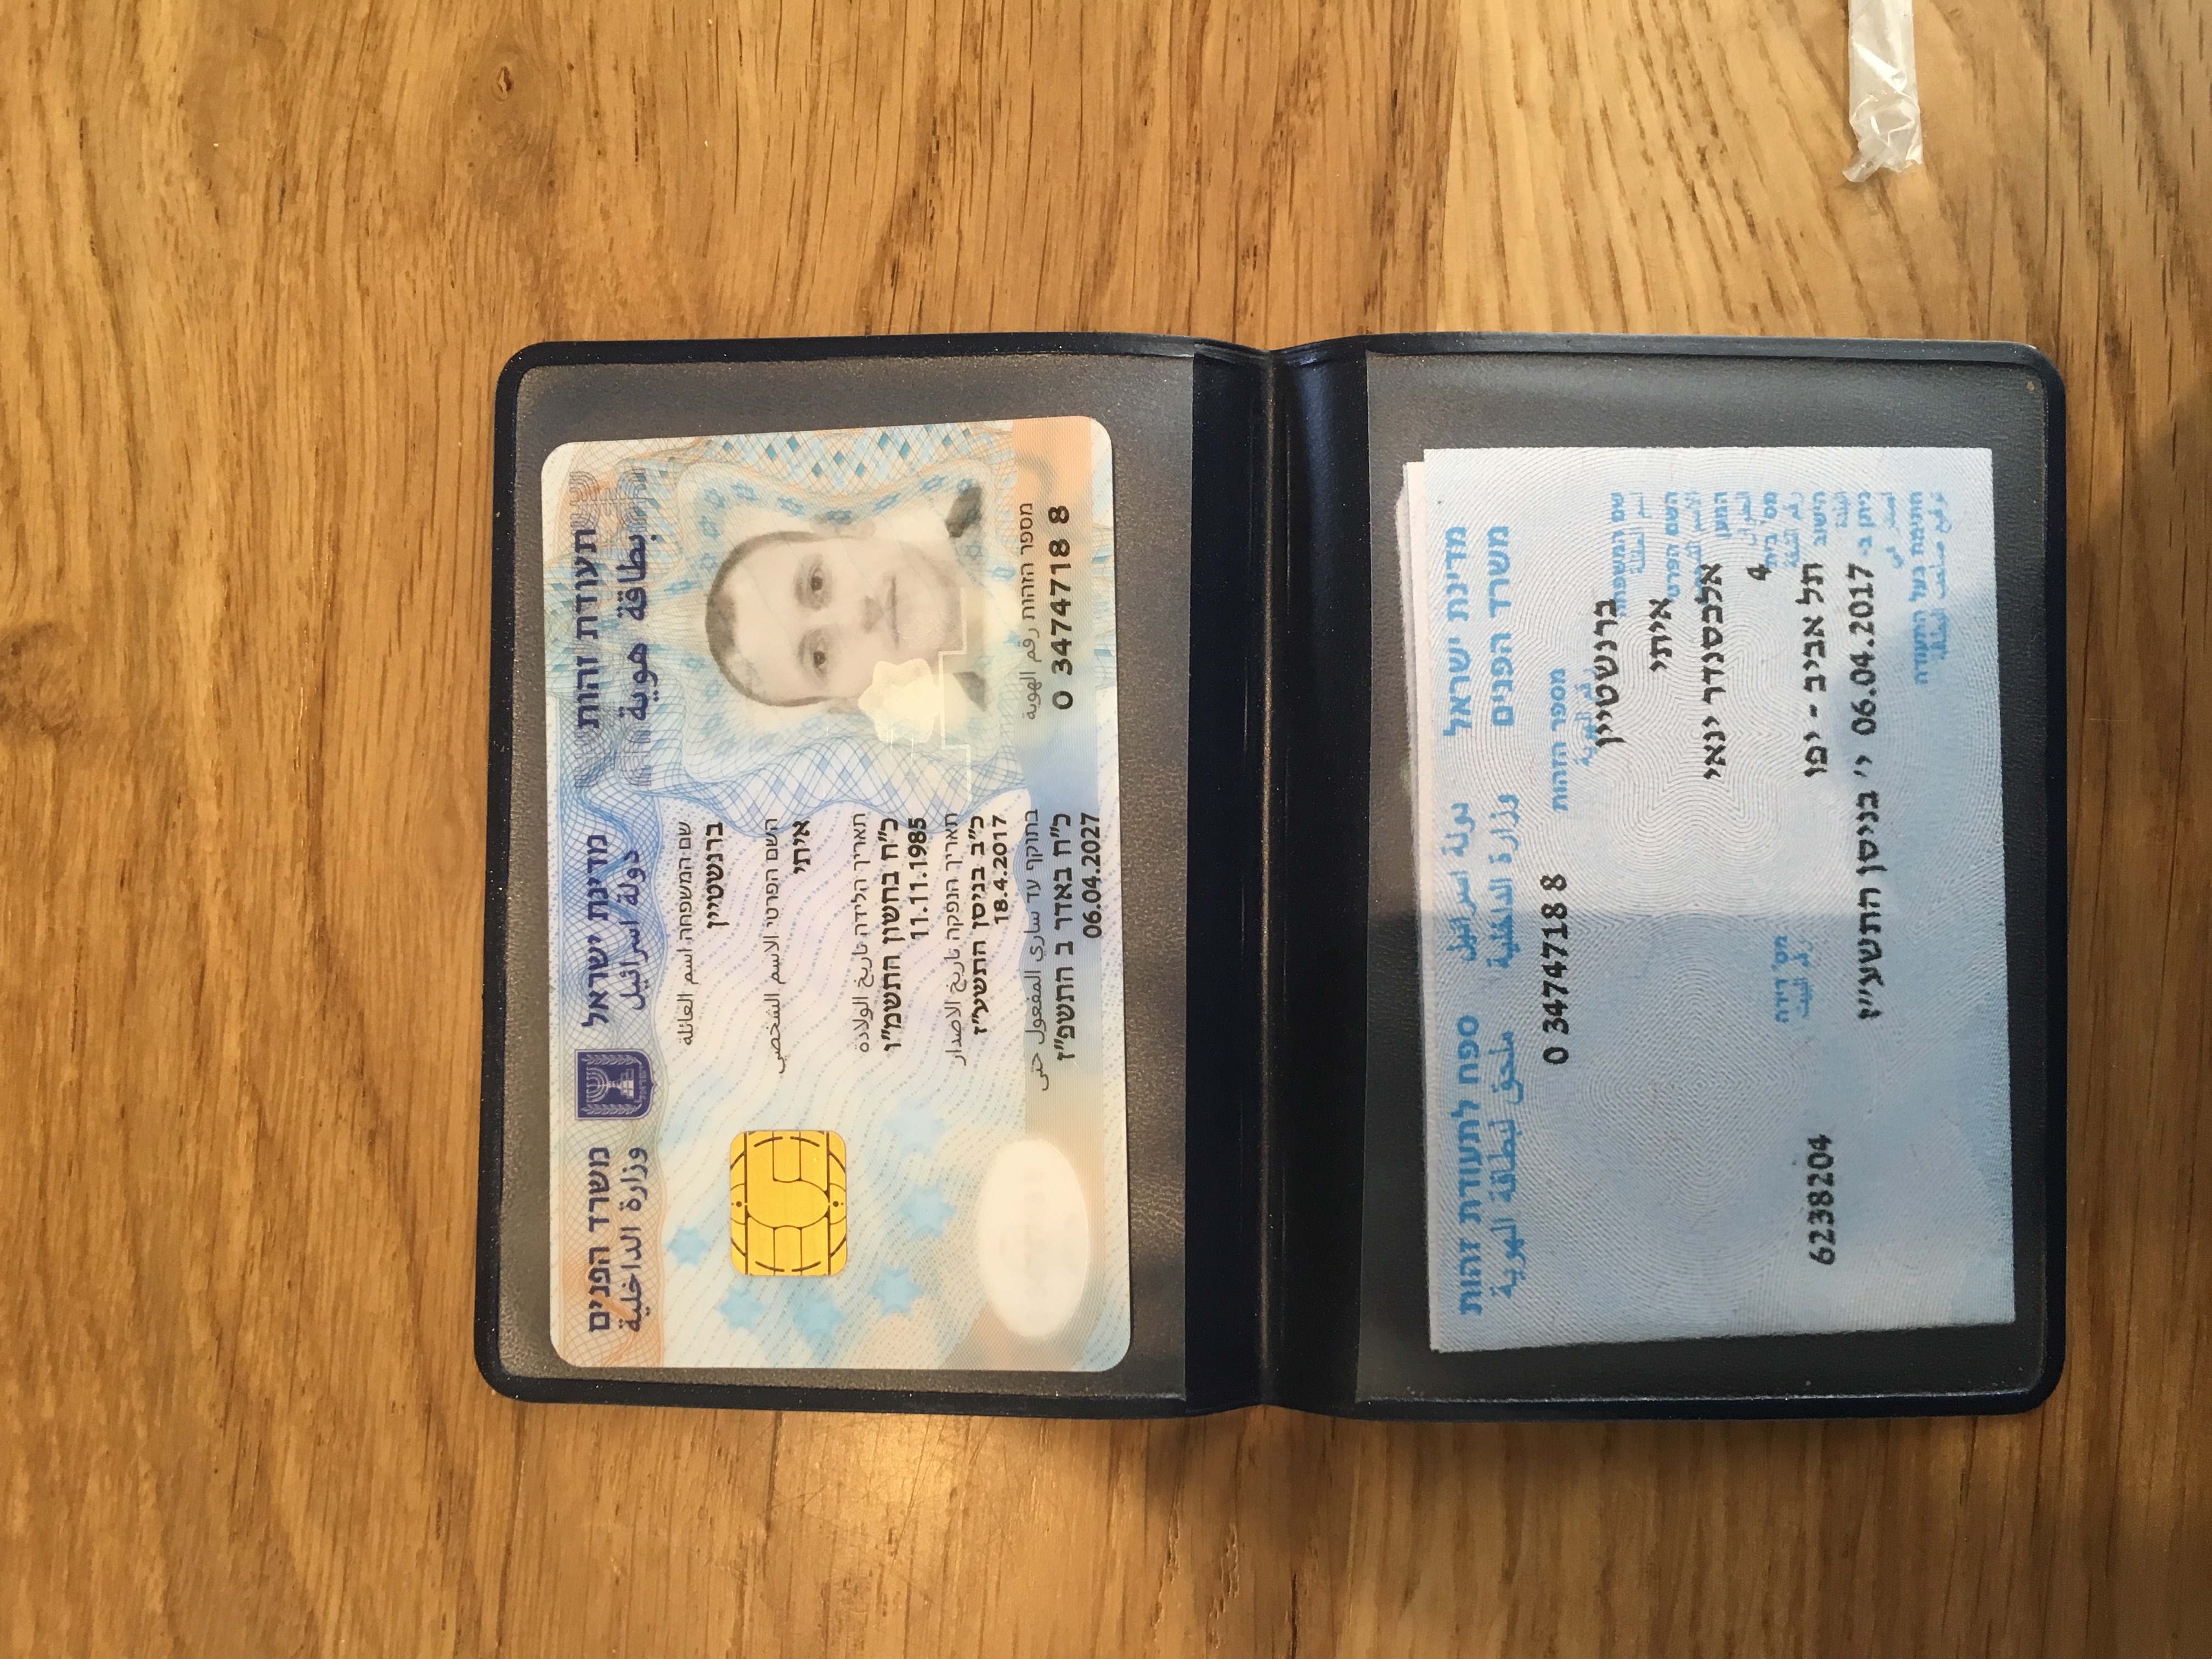 תעודת זהות
بطاقة هوية
מדינת ישראל
دولة اسرائيل
משרד הפנים
وزارة الداخلية
שם המשפחה اسم العائلة
ברנשטיין
השם הפרטי الاسم الشخصي
איתי
תאריך הלידה تاريخ الولادة
כ"ח בחשון התשמ"ו
11.11.1985
תאריך הנפקה تاريخ الاصدار
כ"ב בניסן התשע"ז
18.4.2017
בתוקף עד ساري المفعول حتى
כ"ח באדר ב התשפ"ז
06.04.2027
מספר הזהות رقم الهوية
0 3474718 8
מדינת ישראל دولة اسرائيل ספח לתעודת זהות
משרד הפנים وزارة الداخلية ملحق لبطاقة الهوية
מספר הזהות 0 3474718 8
رقم الهوية
שם המשפחה ברנשטיין
اسم العائلة
השם הפרטי איתי
الاسم الشخصي
המען אלכסנדר ינאי
العنوان
מס' בית 4 מס' דירה
رقم الشقة رقم البيت
הישוב תל אביב - יפו 6238204
البلدة
ניתן ב- 06.04.2017 י' בניסן התשע"ז
اصدر في
חתימת בעל התעודה
توقيع صاحب البطاقة